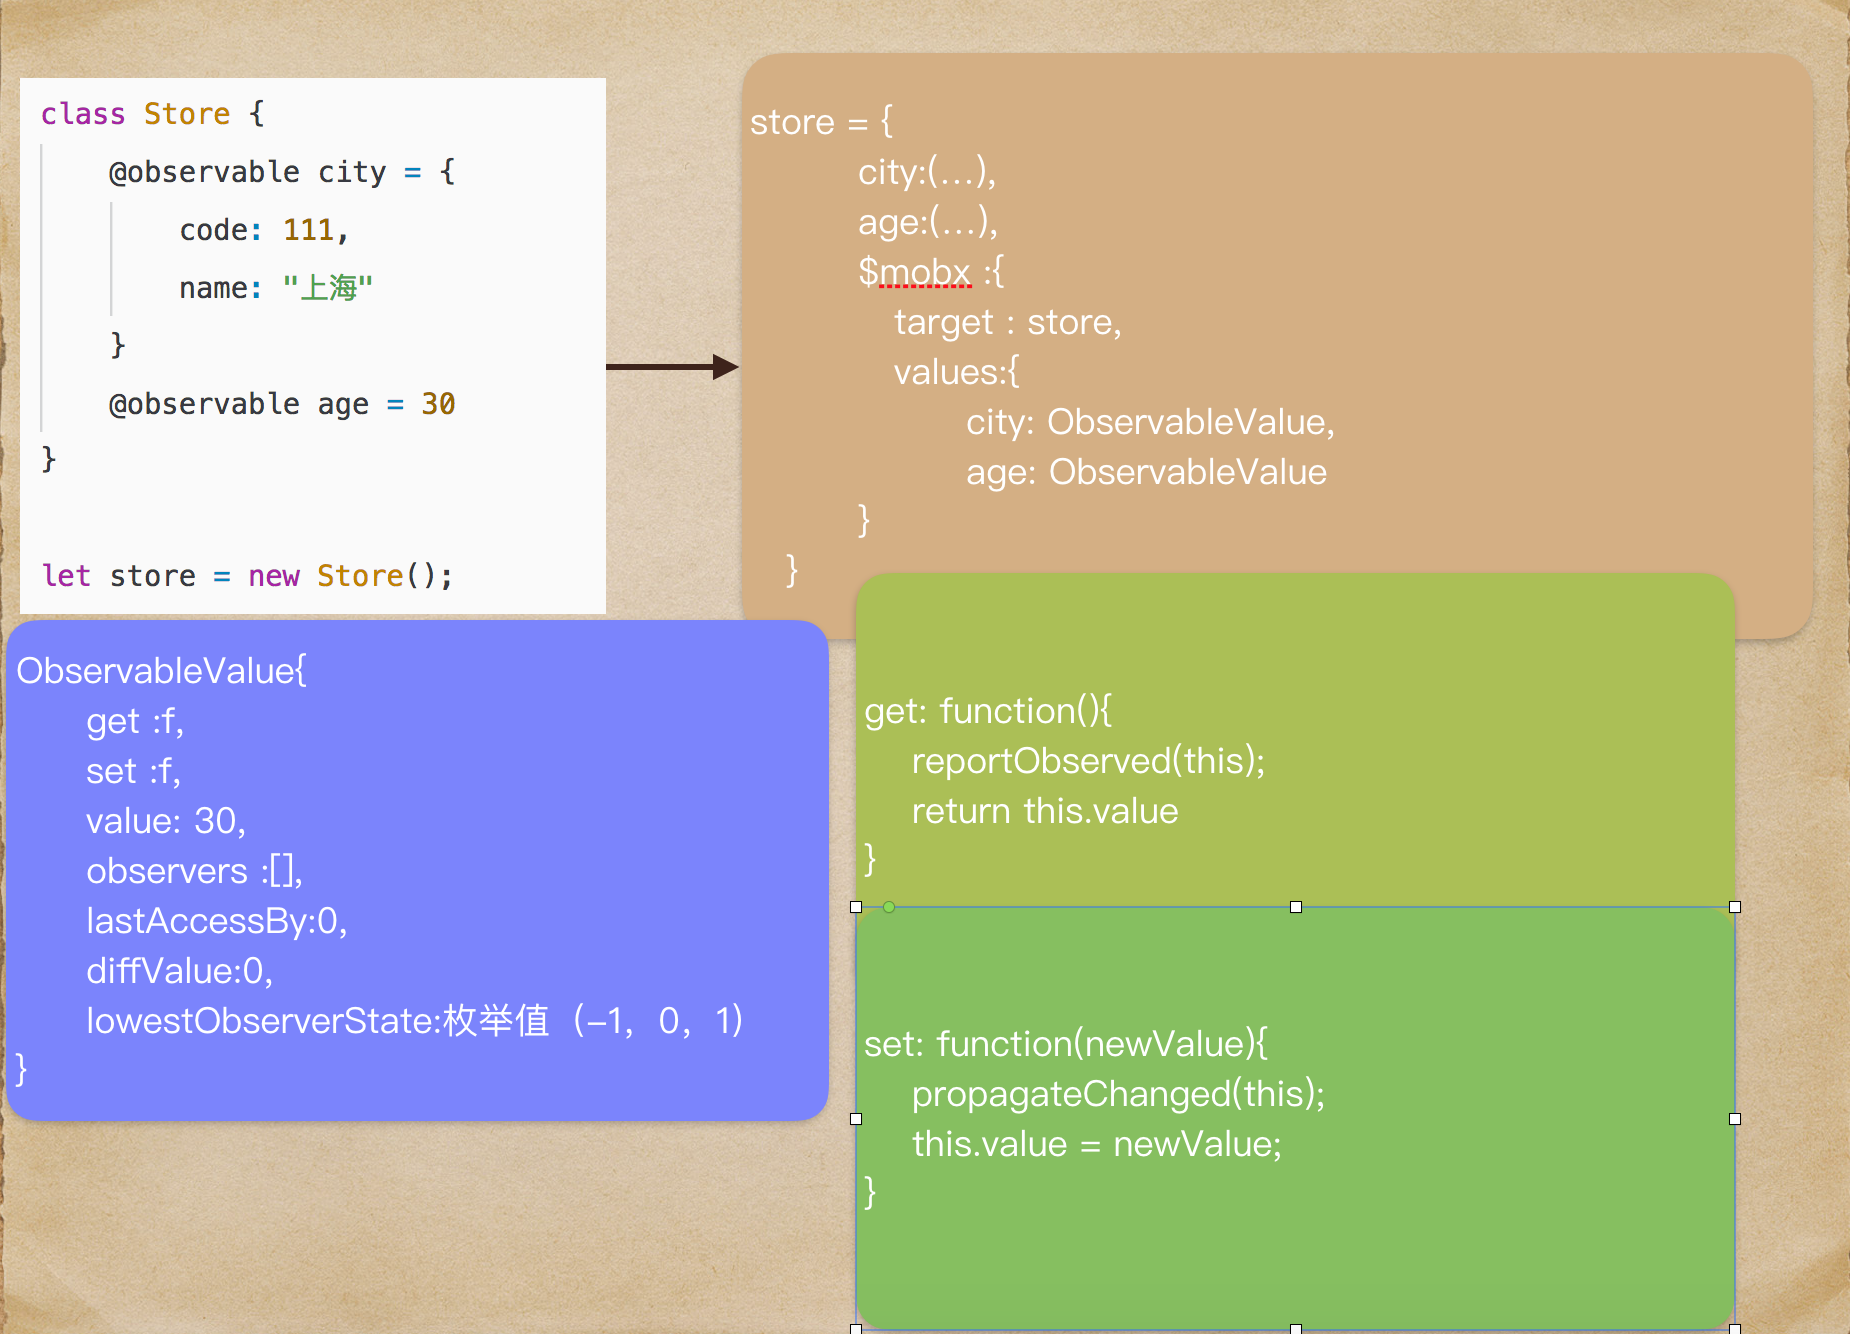 class Store {
@observable city = {
code: 111,
name: "上海"
}
@observable age = 30
}
let store = new Store();
store = {
city:(...),
age:(...),
$mobx :{
target : store,
values:{
city: ObservableValue,
age: ObservableValue
}
}
ObservableValue{
get :f,
set :f,
value: 30,
observers :[],
lastAccessBy:0,
diffValue:0,
lowestObserverState:枚举值（-1，0，1)
}
get: function(){
reportObserved(this);
return this.value
}
set: function(newValue){
propagateChanged(this);
this.value = newValue;
}